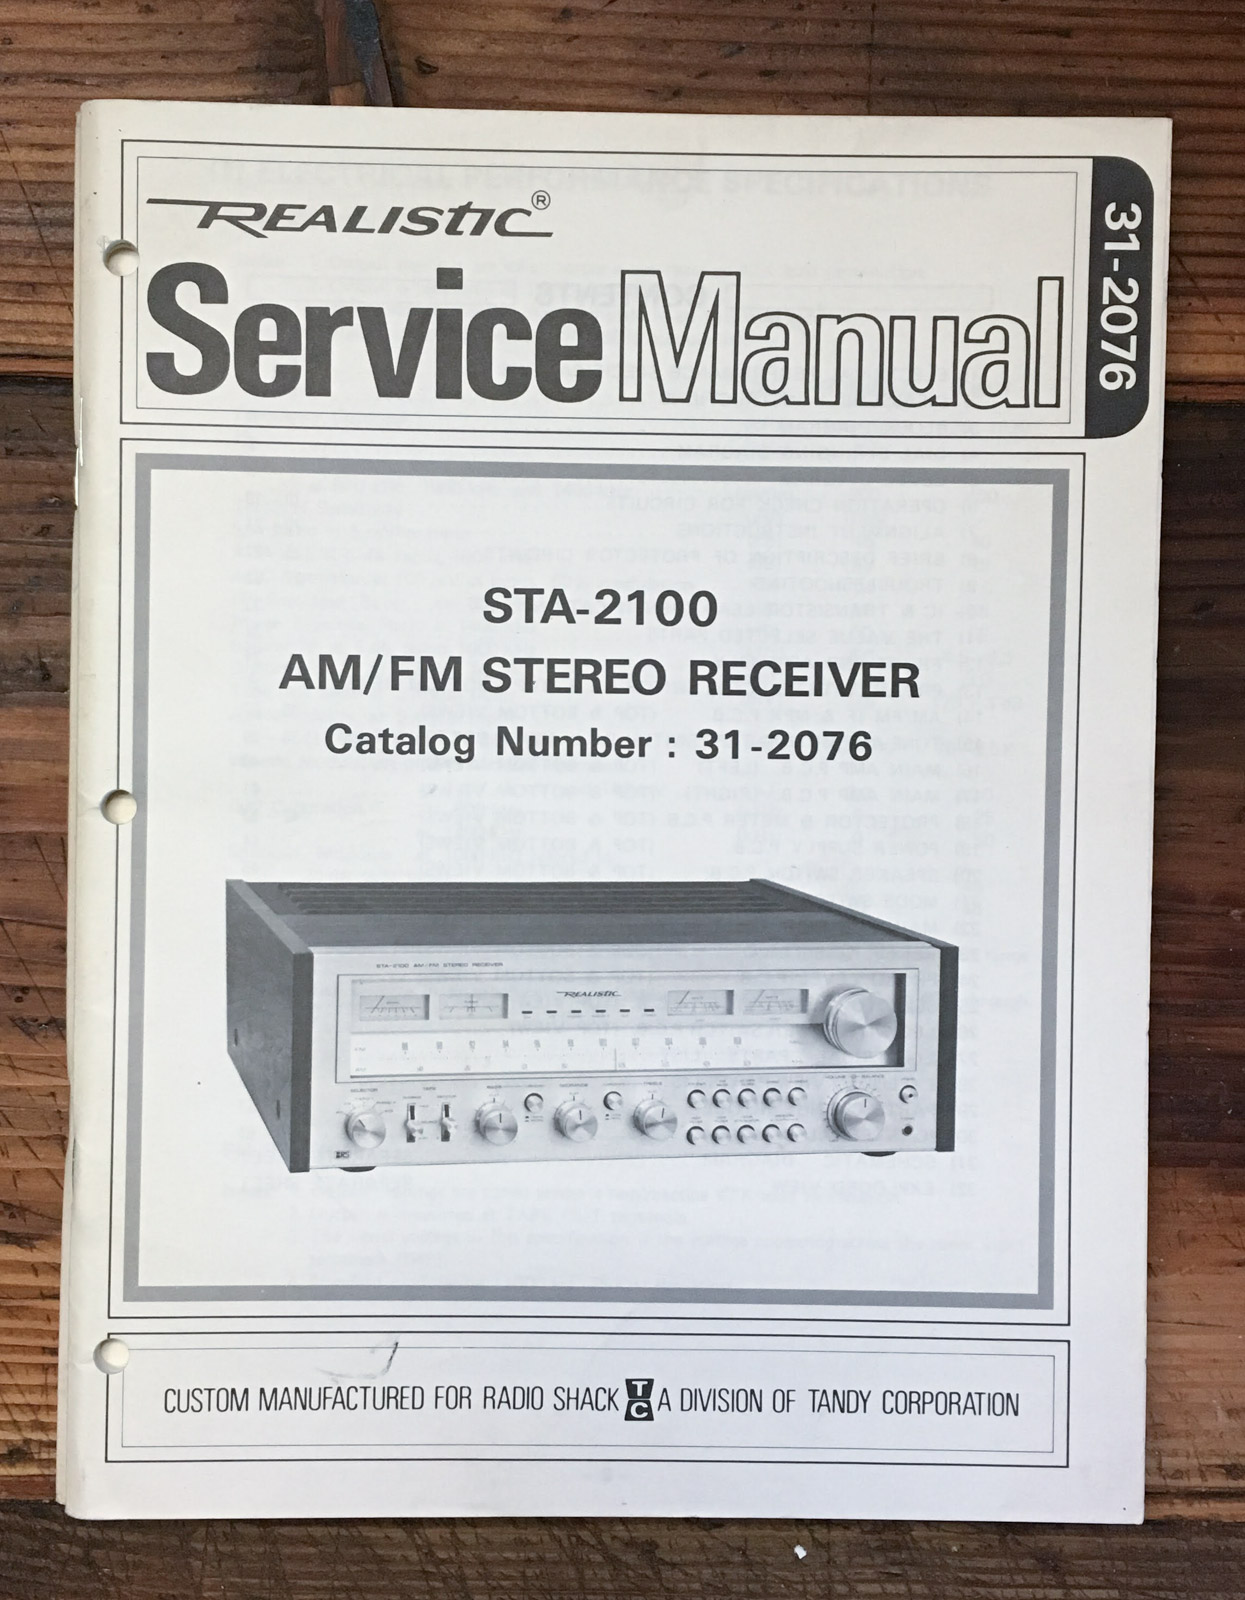 REALISTIC®
Service Manual
31-2076
STA-2100
AM/FM STEREO RECEIVER
Catalog Number : 31-2076
STA-2100 AM/FM STEREO RECEIVER
REALISTIC
CUSTOM MANUFACTURED FOR RADIO SHACK TC A DIVISION OF TANDY CORPORATION